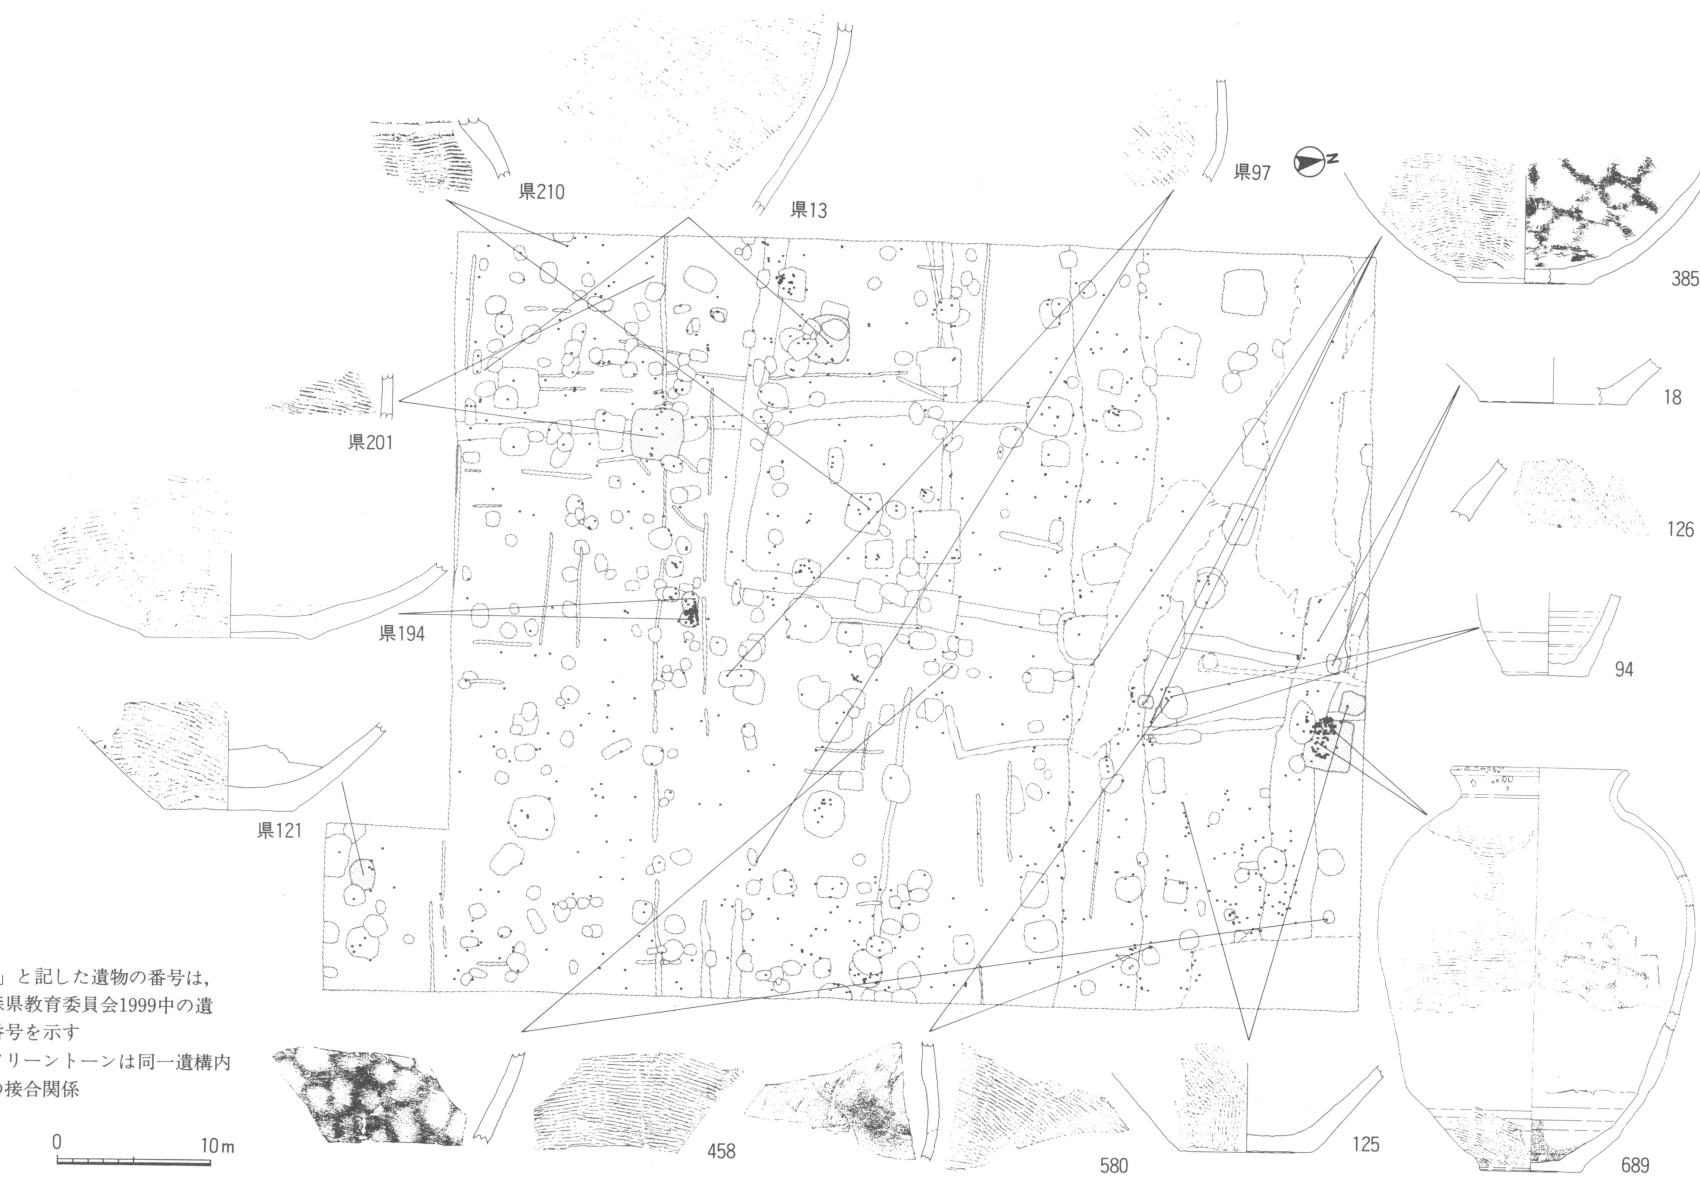 県210
県13
県97
N
385
18
県201
126
県194
94
県121
」と記した遺物の番号は,
県教育委員会1999中の遺
号を示す
リーントーンは同一遺構内
接合関係
0 10m
458
580
125
689